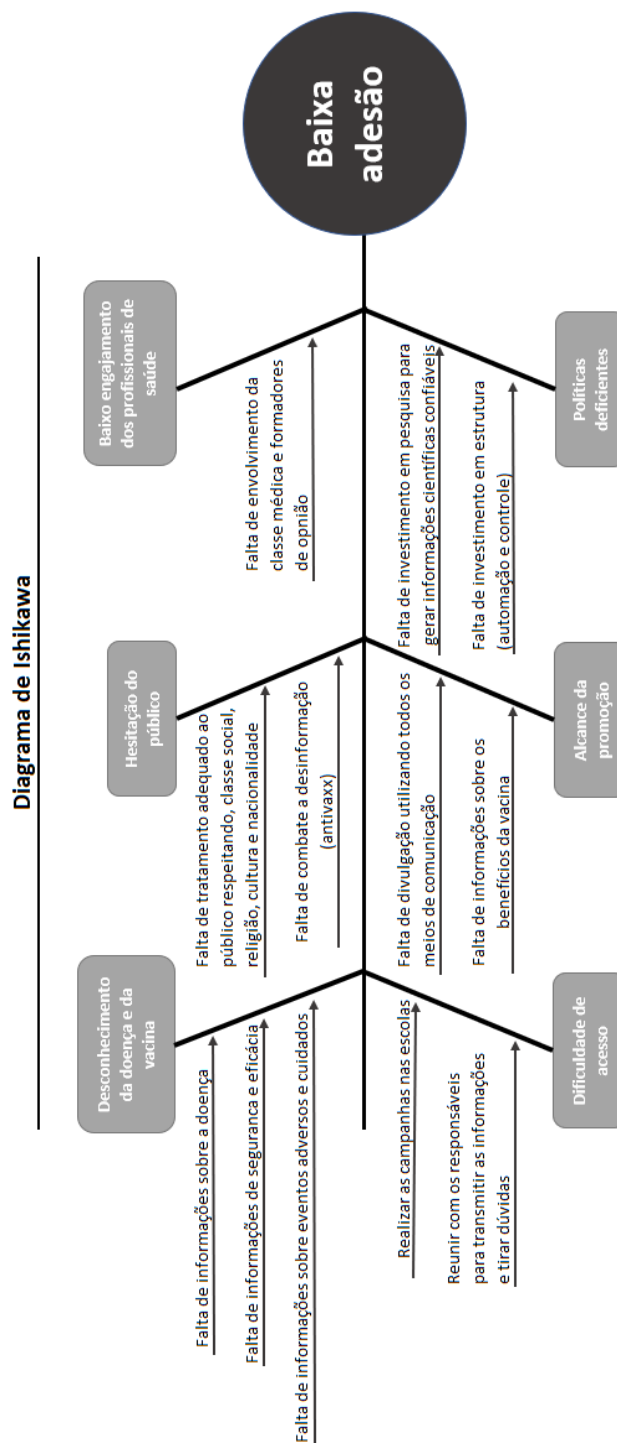 Diagrama de Ishikawa
Desconhecimento
da doença e da
vacina
Hesitação do
público
Baixo engajamento
dos profissionais de
saúde
Falta de informações sobre a doença
Falta de informações de seguranca e eficácia
Falta de informações sobre eventos adversos e cuidados
Falta de tratamento adequado ao
público respeitando, classe social,
religião, cultura e nacionalidade
Falta de combate a desinformação
(antivaxx)
Falta de envolvimento da
classe médica e formadores
de opnião
Baixa
adesão
Realizar as campanhas nas escolas
Reunir com os responsáveis
para transmitir as informações
e tirar dúvidas
Falta de divulgação utilizando todos os
meios de comunicação
Falta de informações sobre os
benefícios da vacina
Falta de investimento em pesquisa para
gerar informações científicas confiáveis
Falta de investimento em estrutura
(automação e controle)
Dificuldade de
acesso
Alcance da
promoção
Políticas
deficientes